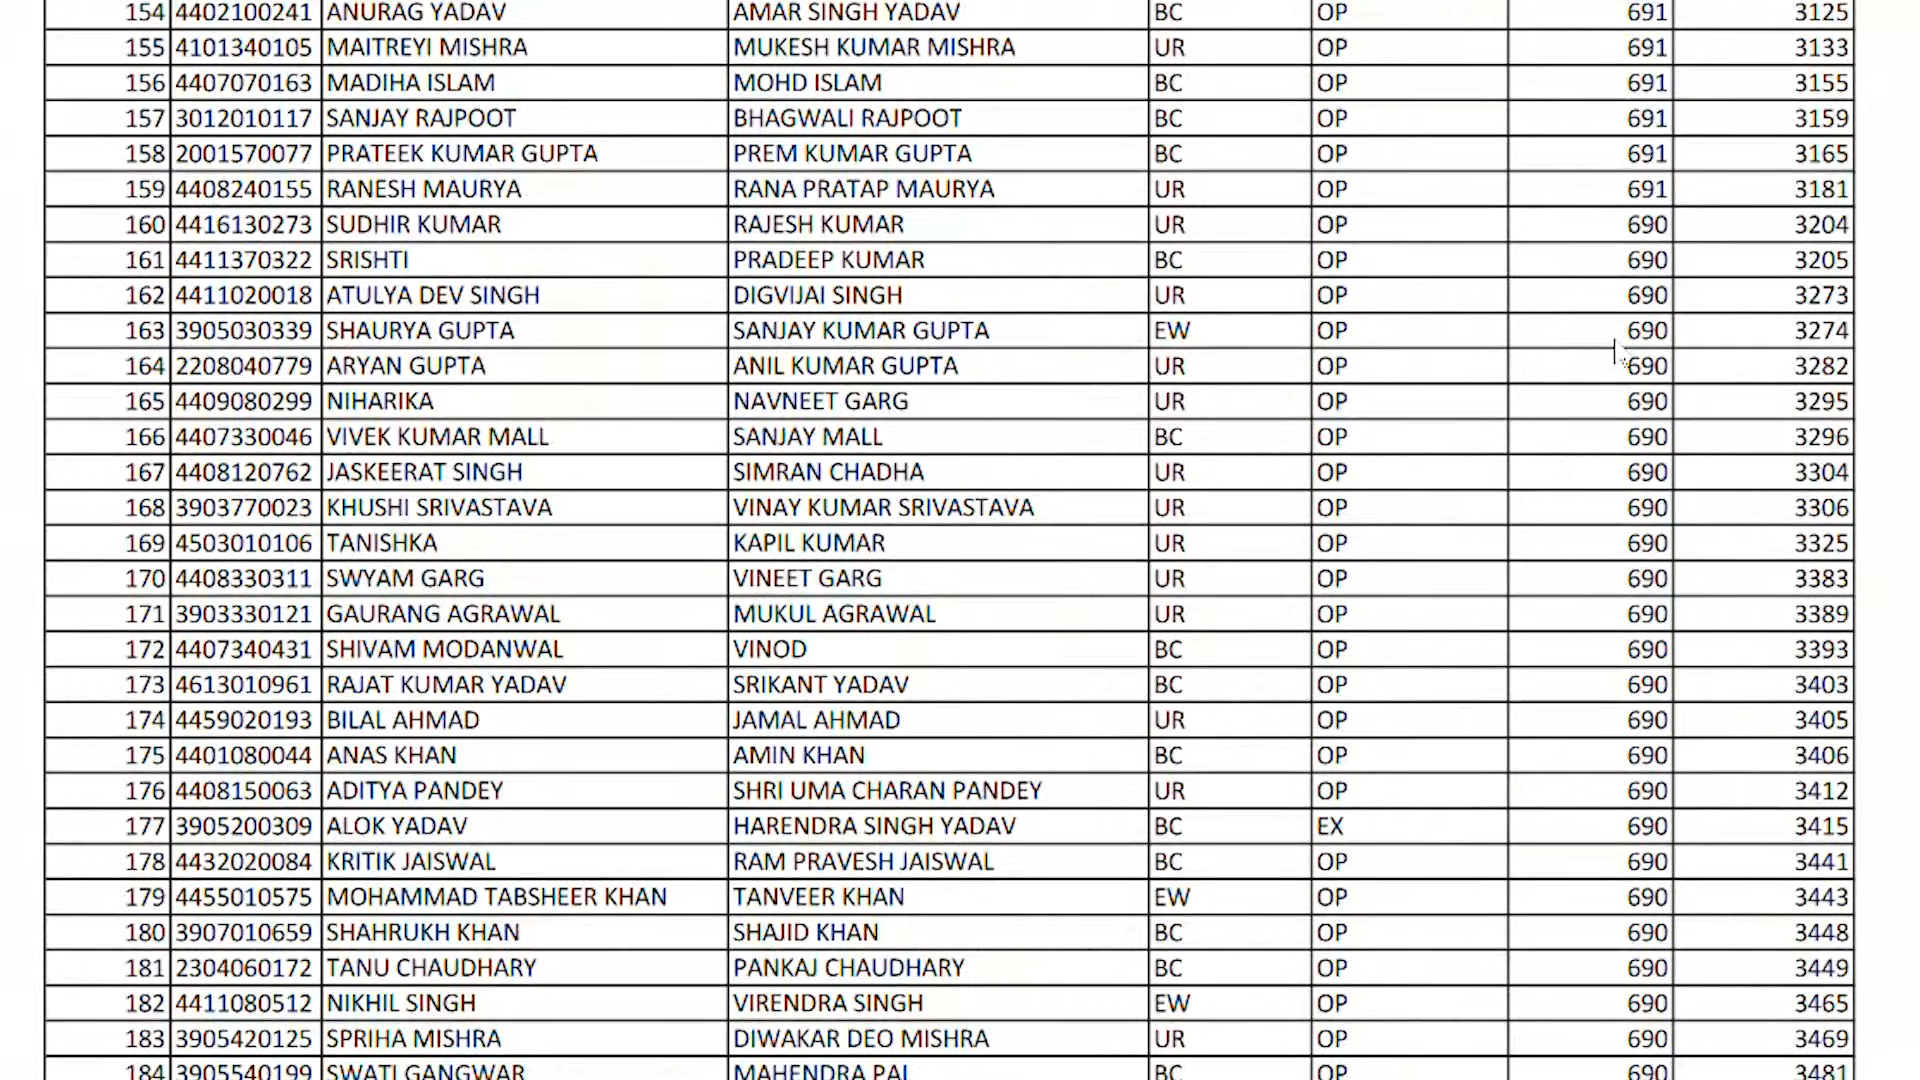 154 4402100241 ANURAG YADAV AMAR SINGH YADAV BC OP 691 3125
155 4101340105 MAITREYI MISHRA MUKESH KUMAR MISHRA UR OP 691 3133
156 4407070163 MADIHA ISLAM MOHD ISLAM BC OP 691 3155
157 3012010117 SANJAY RAJPOOT BHAGWALI RAJPOOT BC OP 691 3159
158 2001570077 PRATEEK KUMAR GUPTA PREM KUMAR GUPTA BC OP 691 3165
159 4408240155 RANESH MAURYA RANA PRATAP MAURYA UR OP 691 3181
160 4416130273 SUDHIR KUMAR RAJESH KUMAR UR OP 690 3204
161 4411370322 SRISHTI PRADEEP KUMAR BC OP 690 3205
162 4411020018 ATULYA DEV SINGH DIGVIJAI SINGH UR OP 690 3273
163 3905030339 SHAURYA GUPTA SANJAY KUMAR GUPTA EW OP 690 3274
164 2208040779 ARYAN GUPTA ANIL KUMAR GUPTA UR OP 690 3282
165 4409080299 NIHARIKA NAVNEET GARG UR OP 690 3295
166 4407330046 VIVEK KUMAR MALL SANJAY MALL BC OP 690 3296
167 4408120762 JASKEERAT SINGH SIMRAN CHADHA UR OP 690 3304
168 3903770023 KHUSHI SRIVASTAVA VINAY KUMAR SRIVASTAVA UR OP 690 3306
169 4503010106 TANISHKA KAPIL KUMAR UR OP 690 3325
170 4408330311 SWYAM GARG VINEET GARG UR OP 690 3383
171 3903330121 GAURANG AGRAWAL MUKUL AGRAWAL UR OP 690 3389
172 4407340431 SHIVAM MODANWAL VINOD BC OP 690 3393
173 4613010961 RAJAT KUMAR YADAV SRIKANT YADAV BC OP 690 3403
174 4459020193 BILAL AHMAD JAMAL AHMAD UR OP 690 3405
175 4401080044 ANAS KHAN AMIN KHAN BC OP 690 3406
176 4408150063 ADITYA PANDEY SHRI UMA CHARAN PANDEY UR OP 690 3412
177 3905200309 ALOK YADAV HARENDRA SINGH YADAV BC EX 690 3415
178 4432020084 KRITIK JAISWAL RAM PRAVESH JAISWAL BC OP 690 3441
179 4455010575 MOHAMMAD TABSHEER KHAN TANVEER KHAN EW OP 690 3443
180 3907010659 SHAHRUKH KHAN SHAJID KHAN BC OP 690 3448
181 2304060172 TANU CHAUDHARY PANKAJ CHAUDHARY BC OP 690 3449
182 4411080512 NIKHIL SINGH VIRENDRA SINGH EW OP 690 3465
183 3905420125 SPRIHA MISHRA DIWAKAR DEO MISHRA UR OP 690 3469
184 3905540199 SWATI GANGWAR MAHENDRA PAL BC OP 690 3481